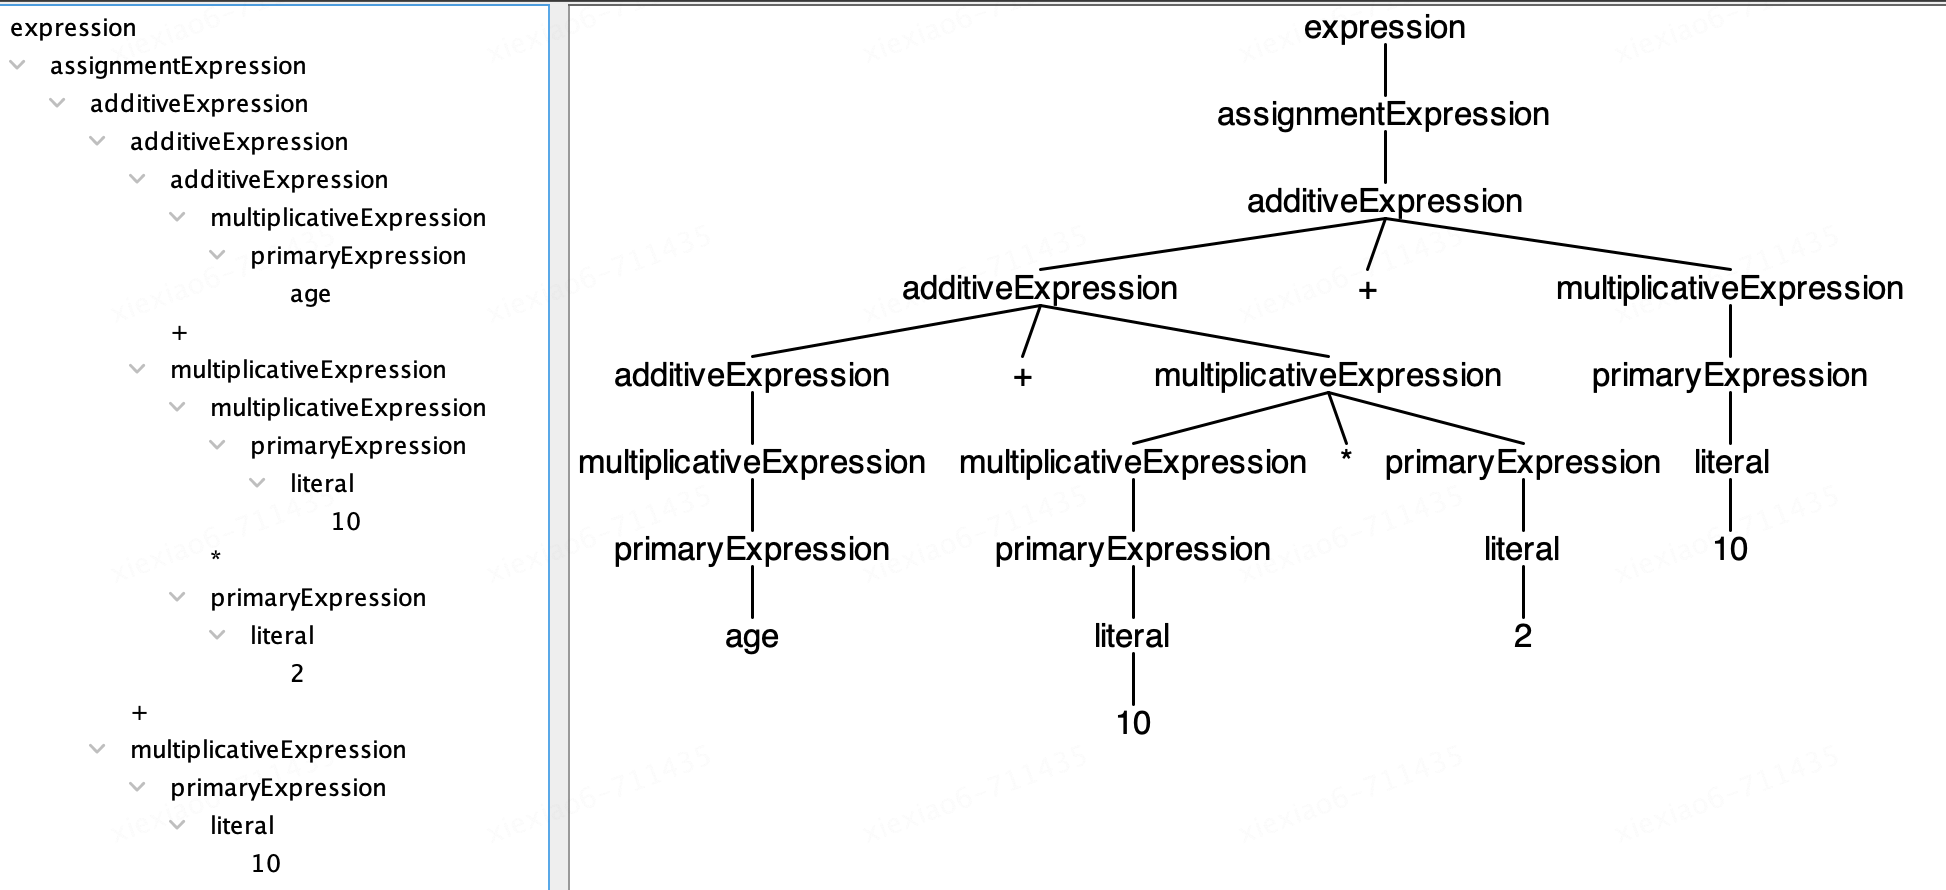 expression
assignmentExpression
additiveExpression
additiveExpression
additiveExpression
multiplicativeExpression
primaryExpression
age
+
multiplicativeExpression
multiplicativeExpression
primaryExpression
literal
10
*
primaryExpression
literal
2
+
multiplicativeExpression
primaryExpression
literal
10
expression
assignmentExpression
additiveExpression
additiveExpression + multiplicativeExpression
additiveExpression + multiplicativeExpression primaryExpression
multiplicativeExpression multiplicativeExpression * primaryExpression literal
primaryExpression primaryExpression literal 10
age literal 2
10
xiexiao6-711435